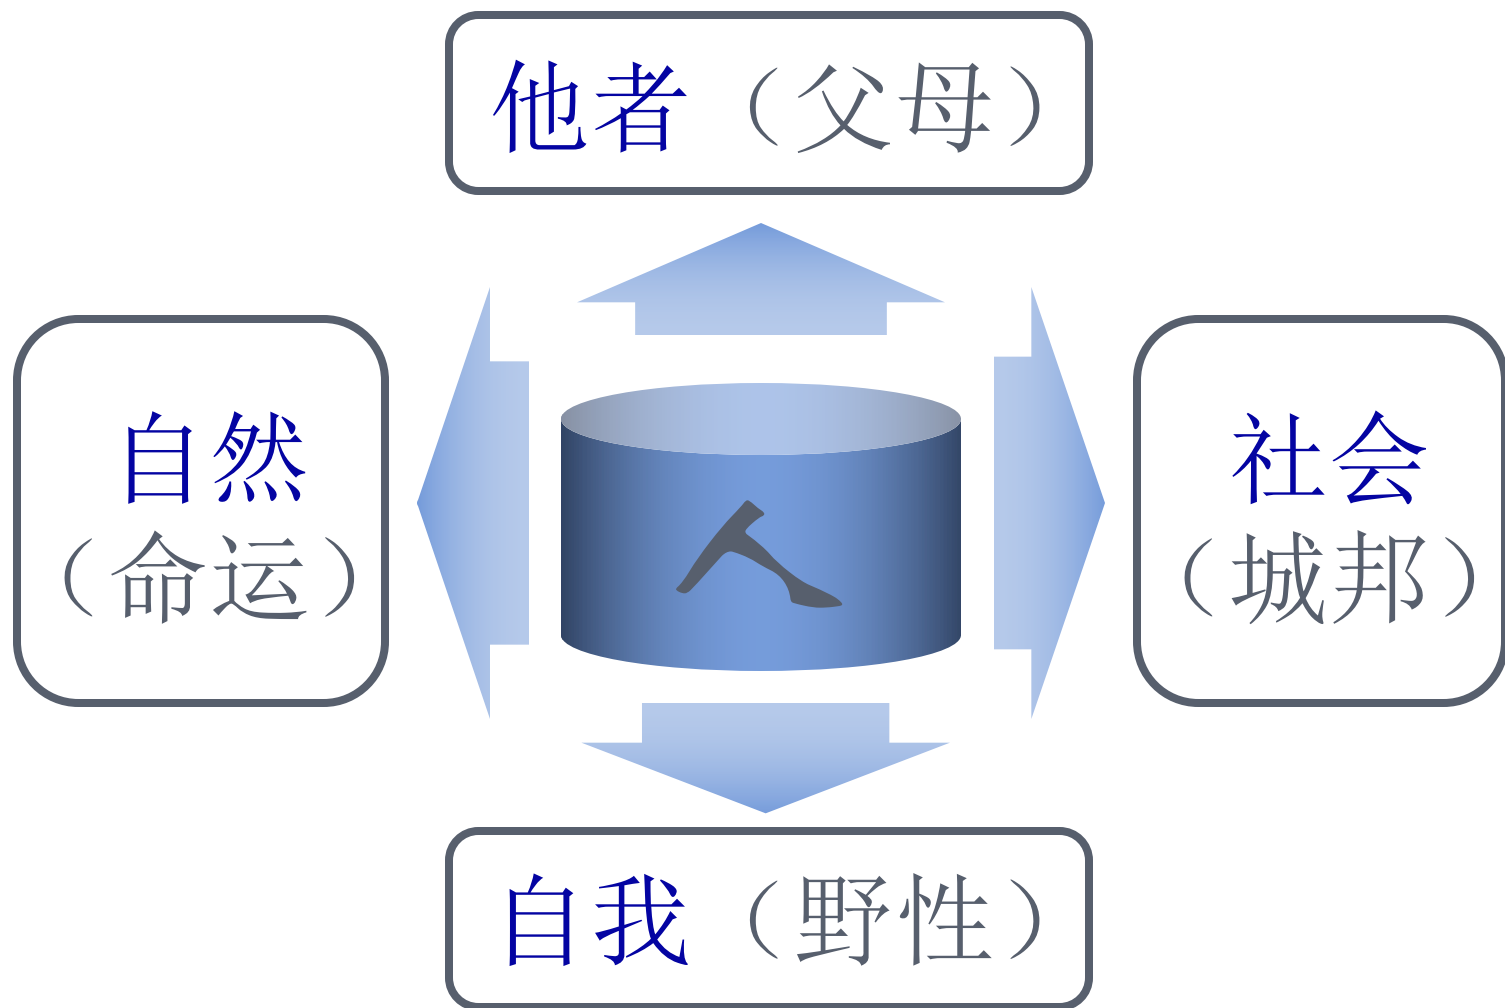 他者（父母）
自然
（命运）
人
社会
（城邦）
自我（野性）